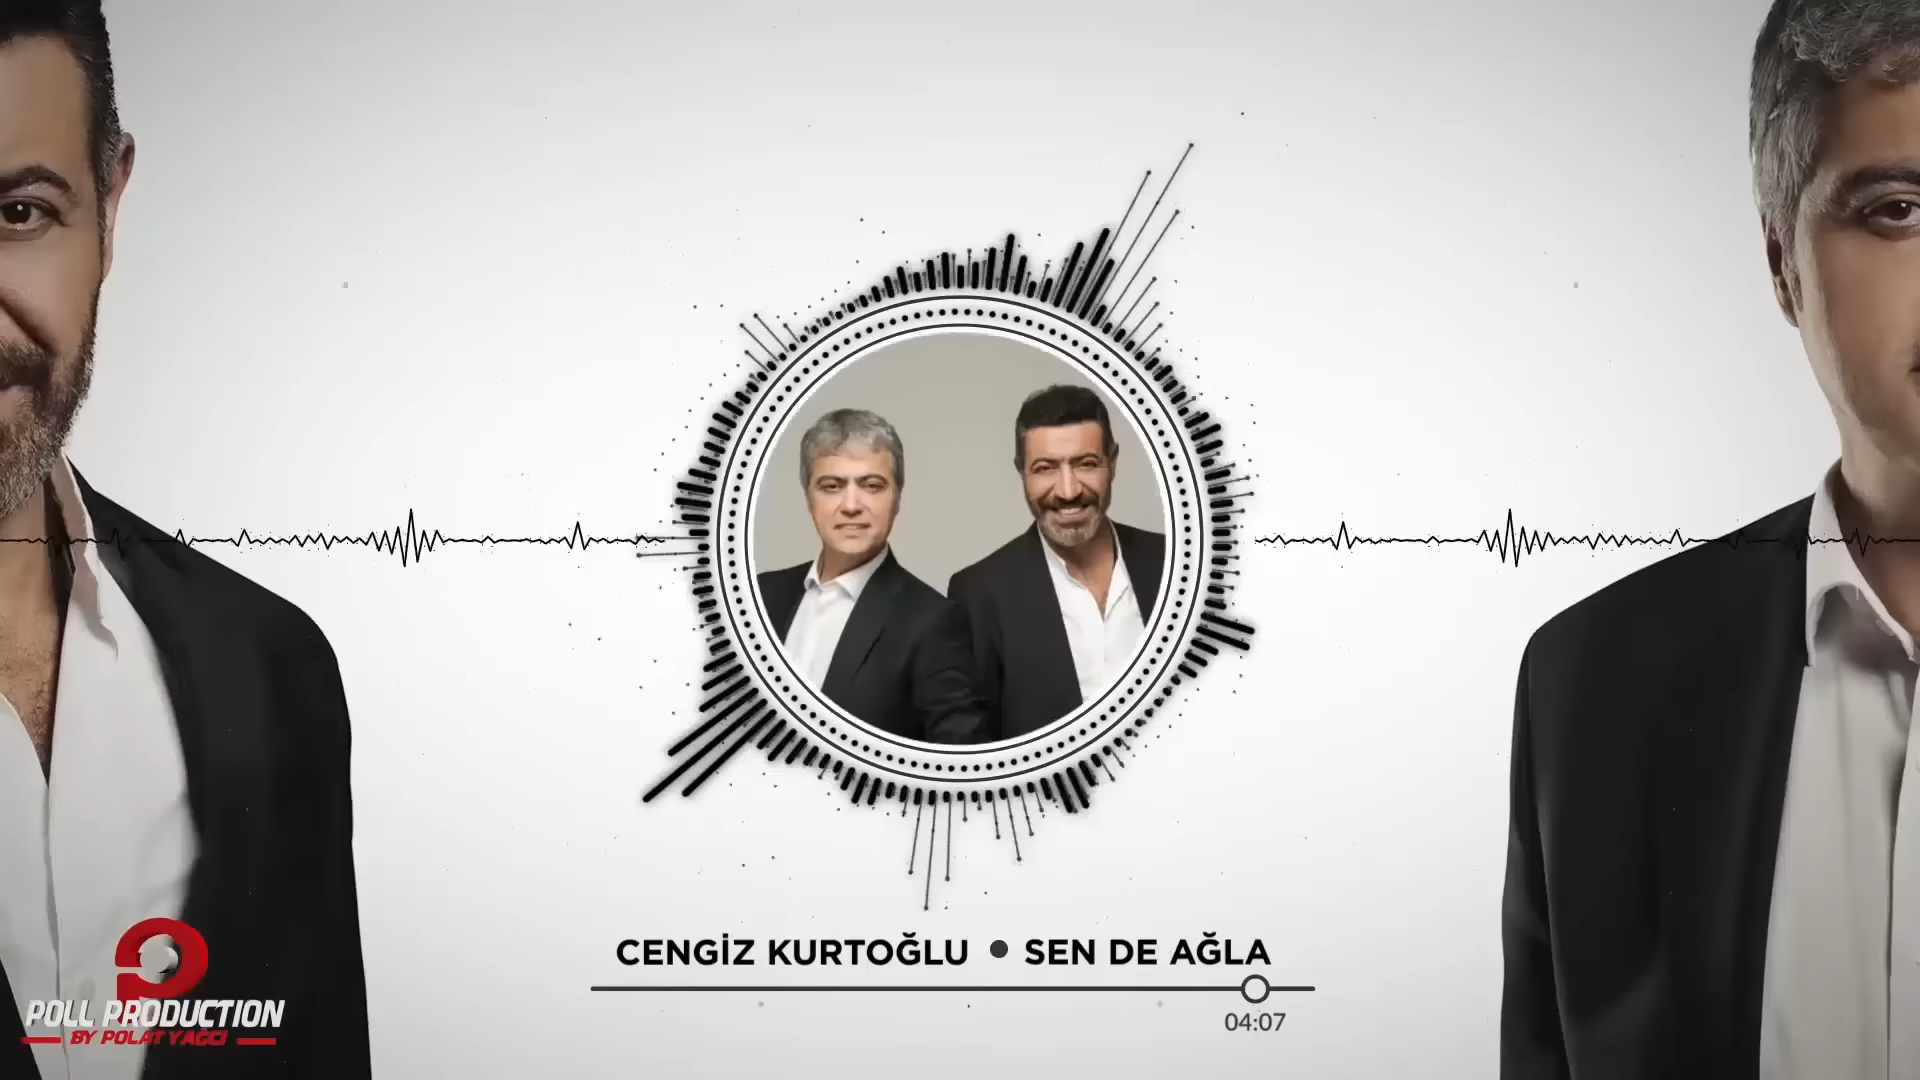 CENGİZ KURTOĞLU • SEN DE AĞLA
04:07
POLL PRODUCTION
BY POLAT YAĞCI